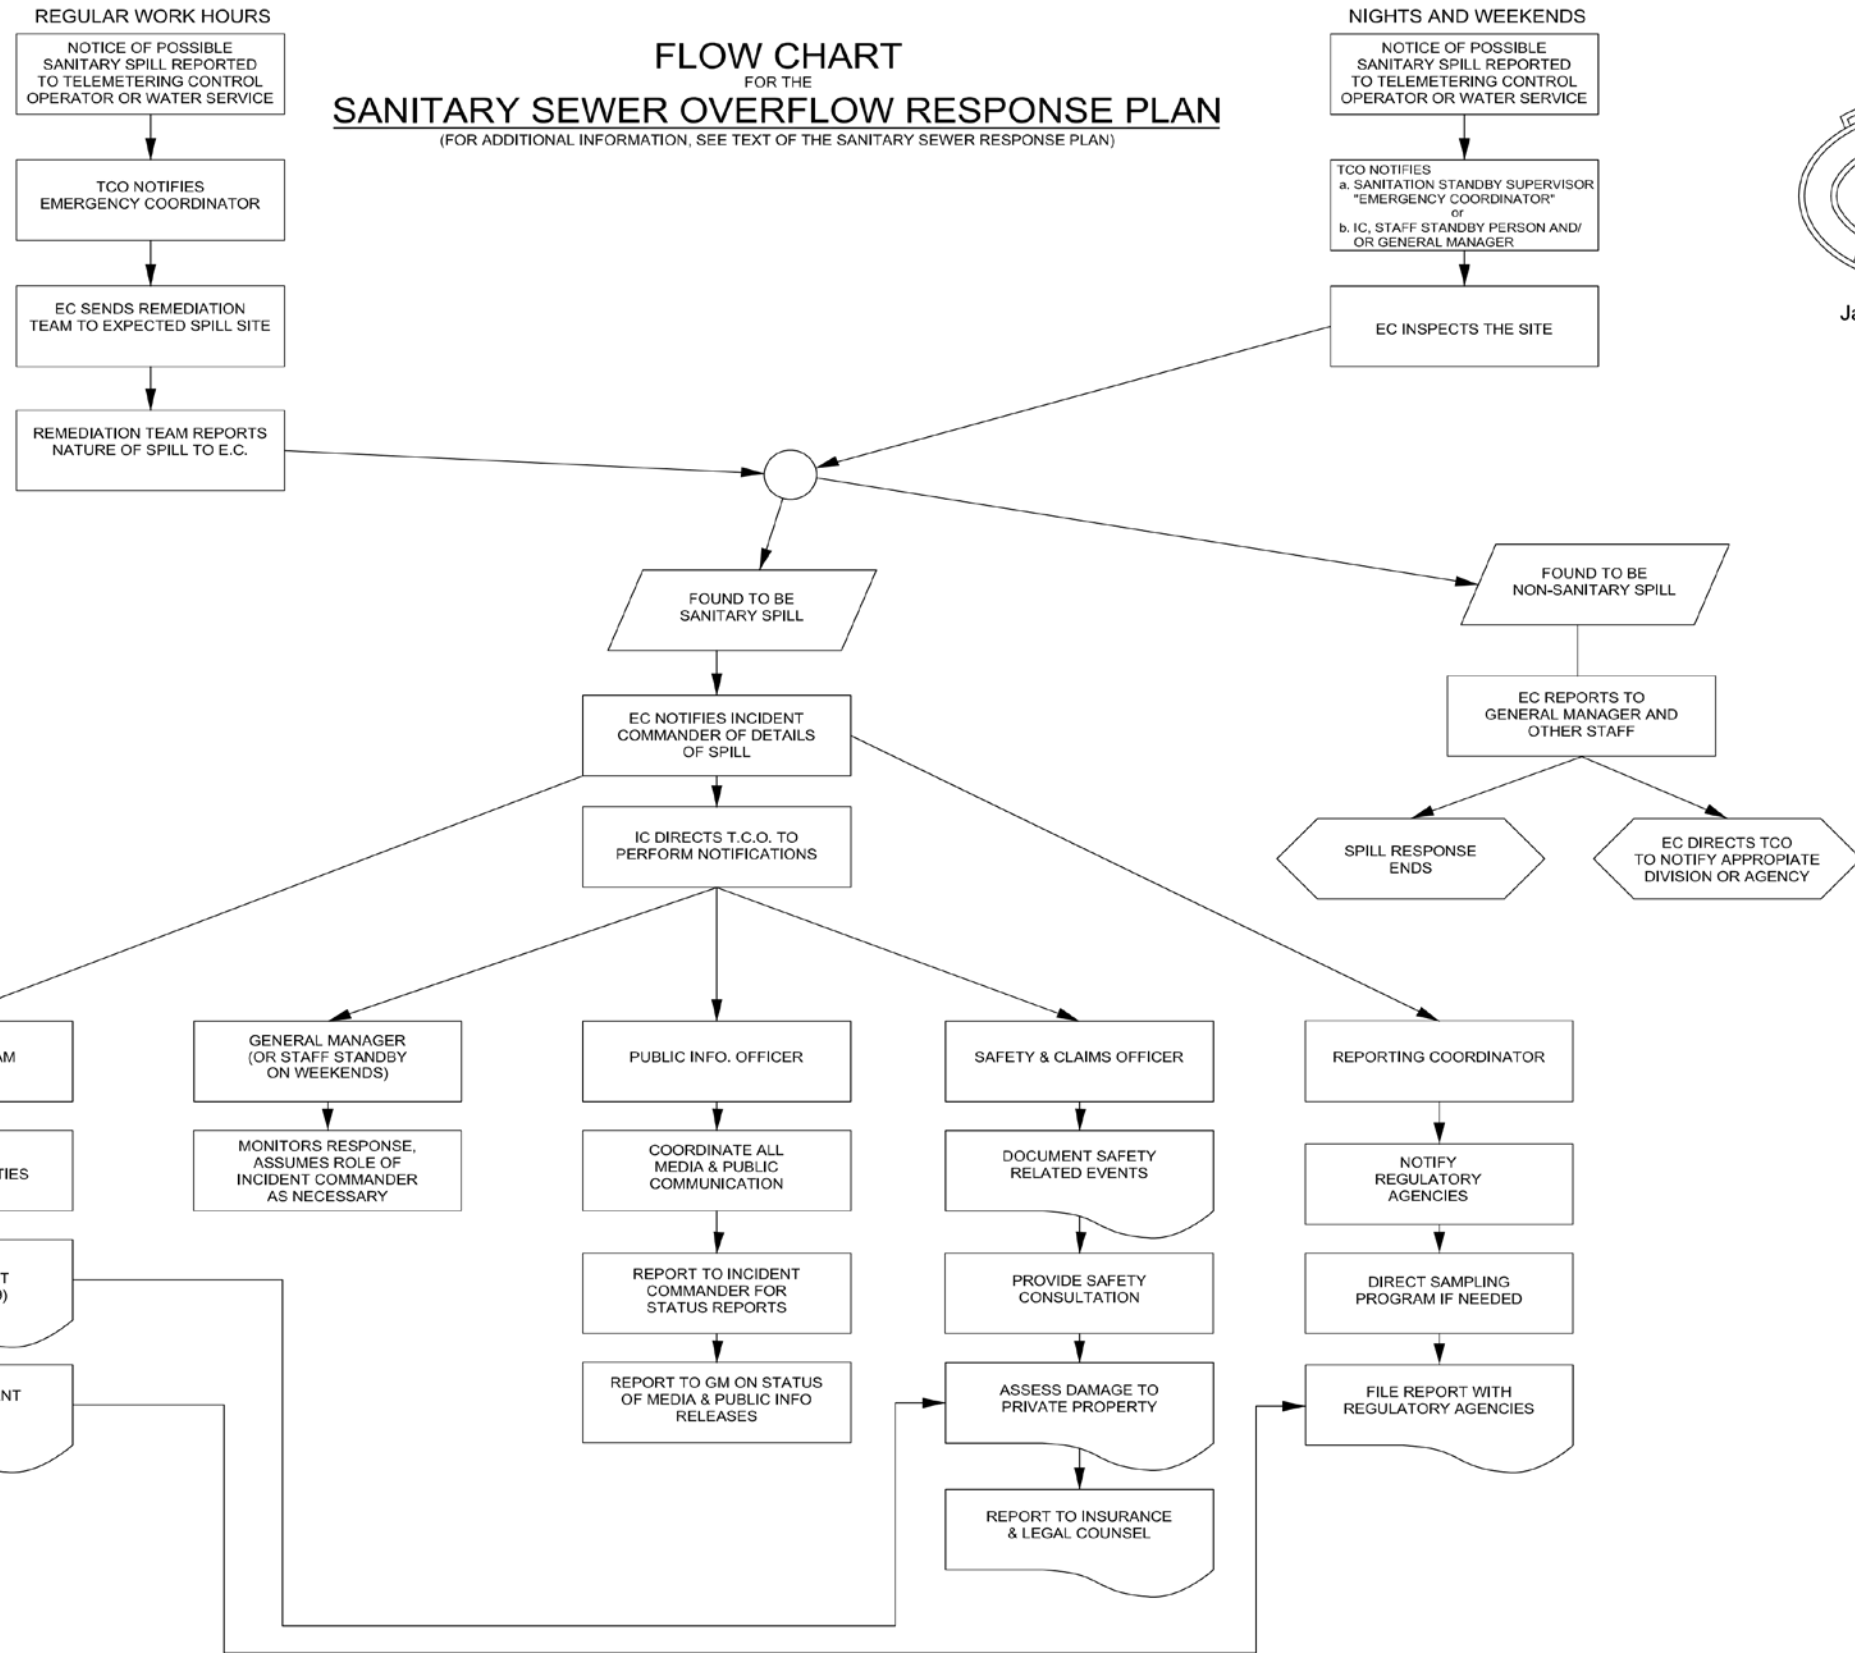 REGULAR WORK HOURS
NOTICE OF POSSIBLE
SANITARY SPILL REPORTED
TO TELEMETERING CONTROL
OPERATOR OR WATER SERVICE
TCO NOTIFIES
EMERGENCY COORDINATOR
EC SENDS REMEDIATION
TEAM TO EXPECTED SPILL SITE
REMEDIATION TEAM REPORTS
NATURE OF SPILL TO E.C.
FLOW CHART
FOR THE
SANITARY SEWER OVERFLOW RESPONSE PLAN
(FOR ADDITIONAL INFORMATION, SEE TEXT OF THE SANITARY SEWER RESPONSE PLAN)
NIGHTS AND WEEKENDS
NOTICE OF POSSIBLE
SANITARY SPILL REPORTED
TO TELEMETERING CONTROL
OPERATOR OR WATER SERVICE
TCO NOTIFIES
a. SANITATION STANDBY SUPERVISOR
"EMERGENCY COORDINATOR"
or
b. IC, STAFF STANDBY PERSON AND/
OR GENERAL MANAGER
EC INSPECTS THE SITE
Ja
FOUND TO BE
SANITARY SPILL
FOUND TO BE
NON-SANITARY SPILL
EC NOTIFIES INCIDENT
COMMANDER OF DETAILS
OF SPILL
EC REPORTS TO
GENERAL MANAGER AND
OTHER STAFF
IC DIRECTS T.C.O. TO
PERFORM NOTIFICATIONS
SPILL RESPONSE
ENDS
EC DIRECTS TCO
TO NOTIFY APPROPIATE
DIVISION OR AGENCY
AM
TIES
T
)
NT
GENERAL MANAGER
(OR STAFF STANDBY
ON WEEKENDS)
MONITORS RESPONSE,
ASSUMES ROLE OF
INCIDENT COMMANDER
AS NECESSARY
PUBLIC INFO. OFFICER
COORDINATE ALL
MEDIA & PUBLIC
COMMUNICATION
REPORT TO INCIDENT
COMMANDER FOR
STATUS REPORTS
REPORT TO GM ON STATUS
OF MEDIA & PUBLIC INFO
RELEASES
SAFETY & CLAIMS OFFICER
DOCUMENT SAFETY
RELATED EVENTS
PROVIDE SAFETY
CONSULTATION
ASSESS DAMAGE TO
PRIVATE PROPERTY
REPORT TO INSURANCE
& LEGAL COUNSEL
REPORTING COORDINATOR
NOTIFY
REGULATORY
AGENCIES
DIRECT SAMPLING
PROGRAM IF NEEDED
FILE REPORT WITH
REGULATORY AGENCIES